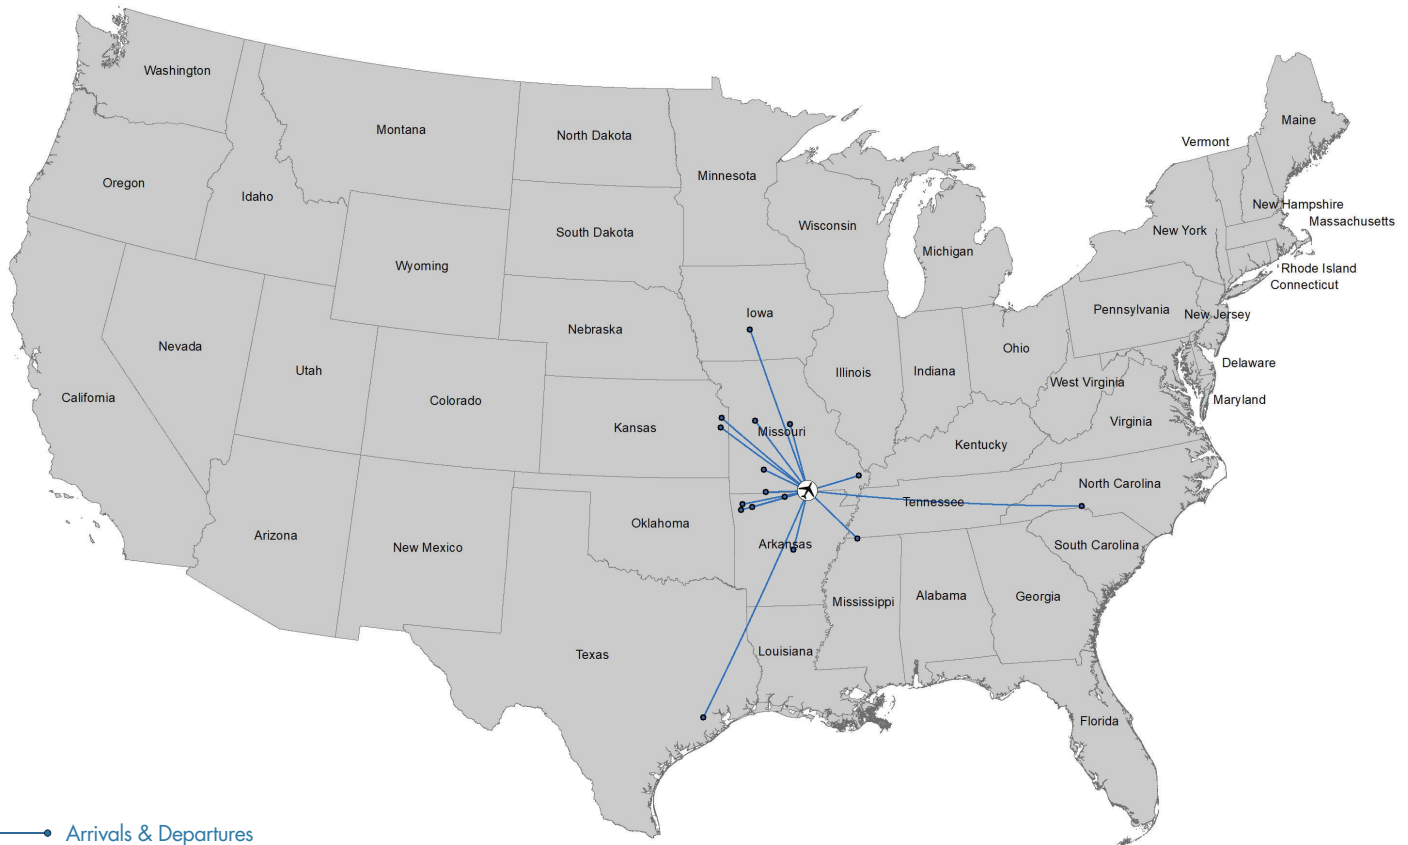 Washington
Montana
North Dakota
Minnesota
Vermont
Maine
Oregon
Idaho
South Dakota
Wisconsin
Michigan
New York
New Hampshire
Massachusetts
Wyoming
Rhode Island
Connecticut
Iowa
Nebraska
Pennsylvania
New Jersey
Nevada
Utah
Ohio
Illinois
Indiana
Delaware
West Virginia
California
Colorado
Maryland
Kansas
Missouri
Kentucky
Virginia
North Carolina
Tennessee
Oklahoma
Arizona
New Mexico
Arkansas
South Carolina
Mississippi
Alabama
Georgia
Texas
Louisiana
Florida
Arrivals & Departures